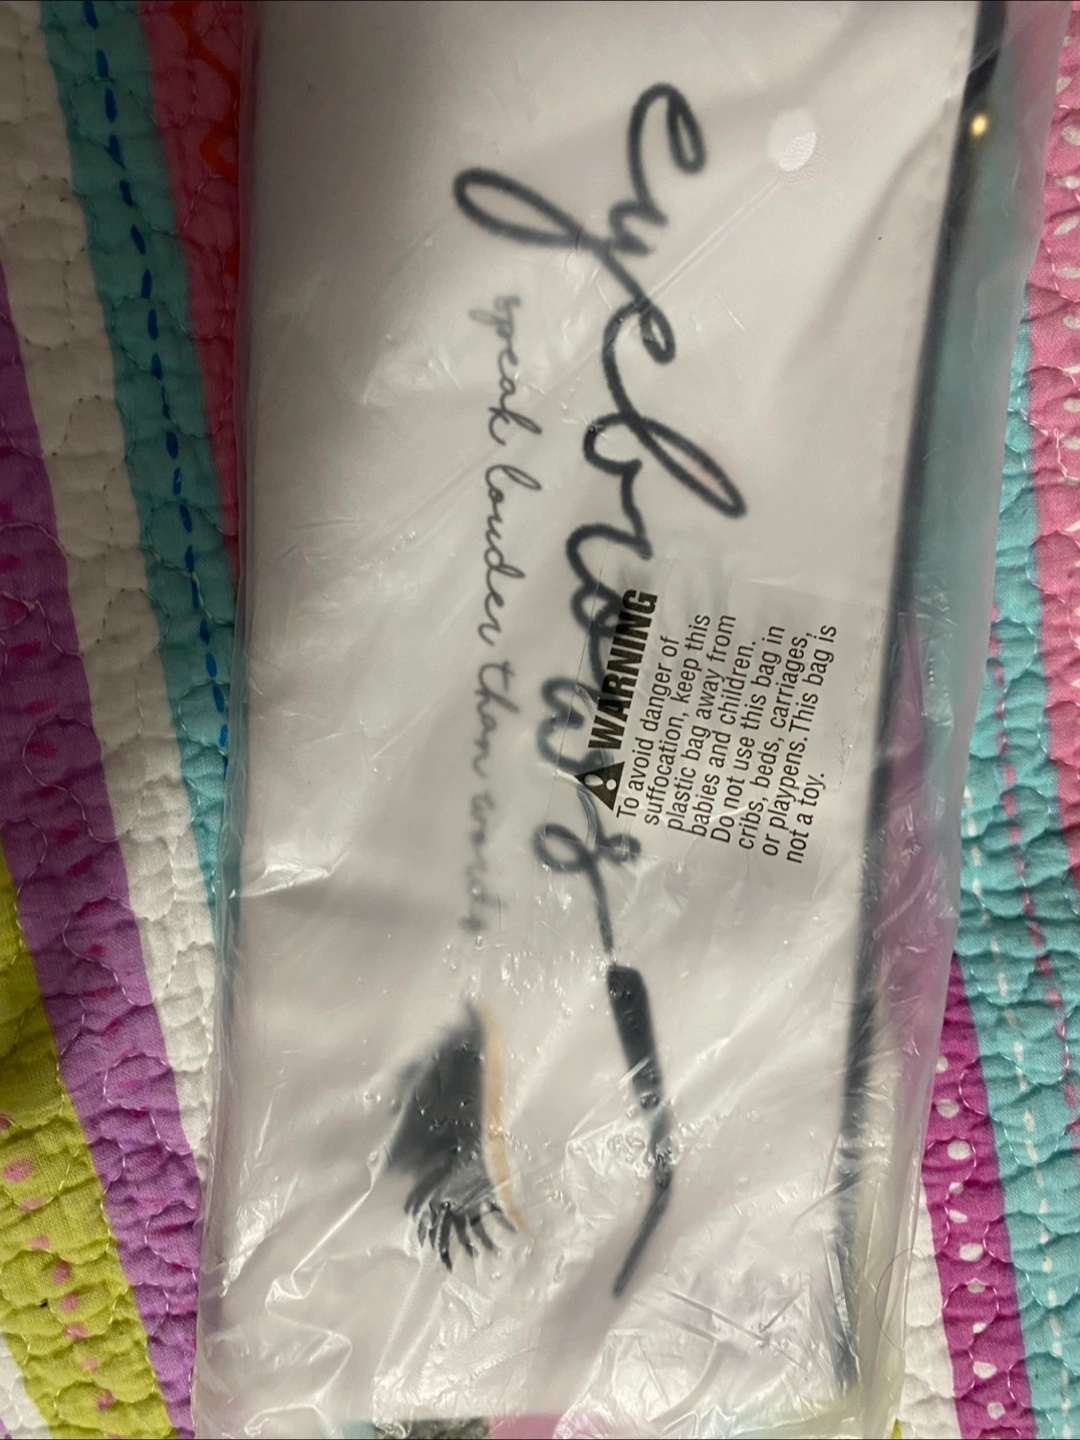 eyebrows
speak louder than words
WARNING
To avoid danger of
suffocation, keep this
plastic bag away from
babies and children.
Do not use this bag in
cribs, beds, carriages,
or playpens. This bag is
not a toy.